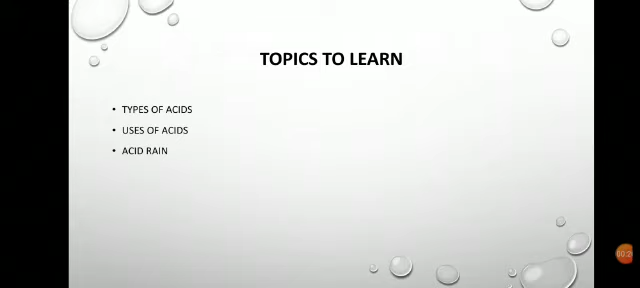 TOPICS TO LEARN
• TYPES OF ACIDS
• USES OF ACIDS
• ACID RAIN